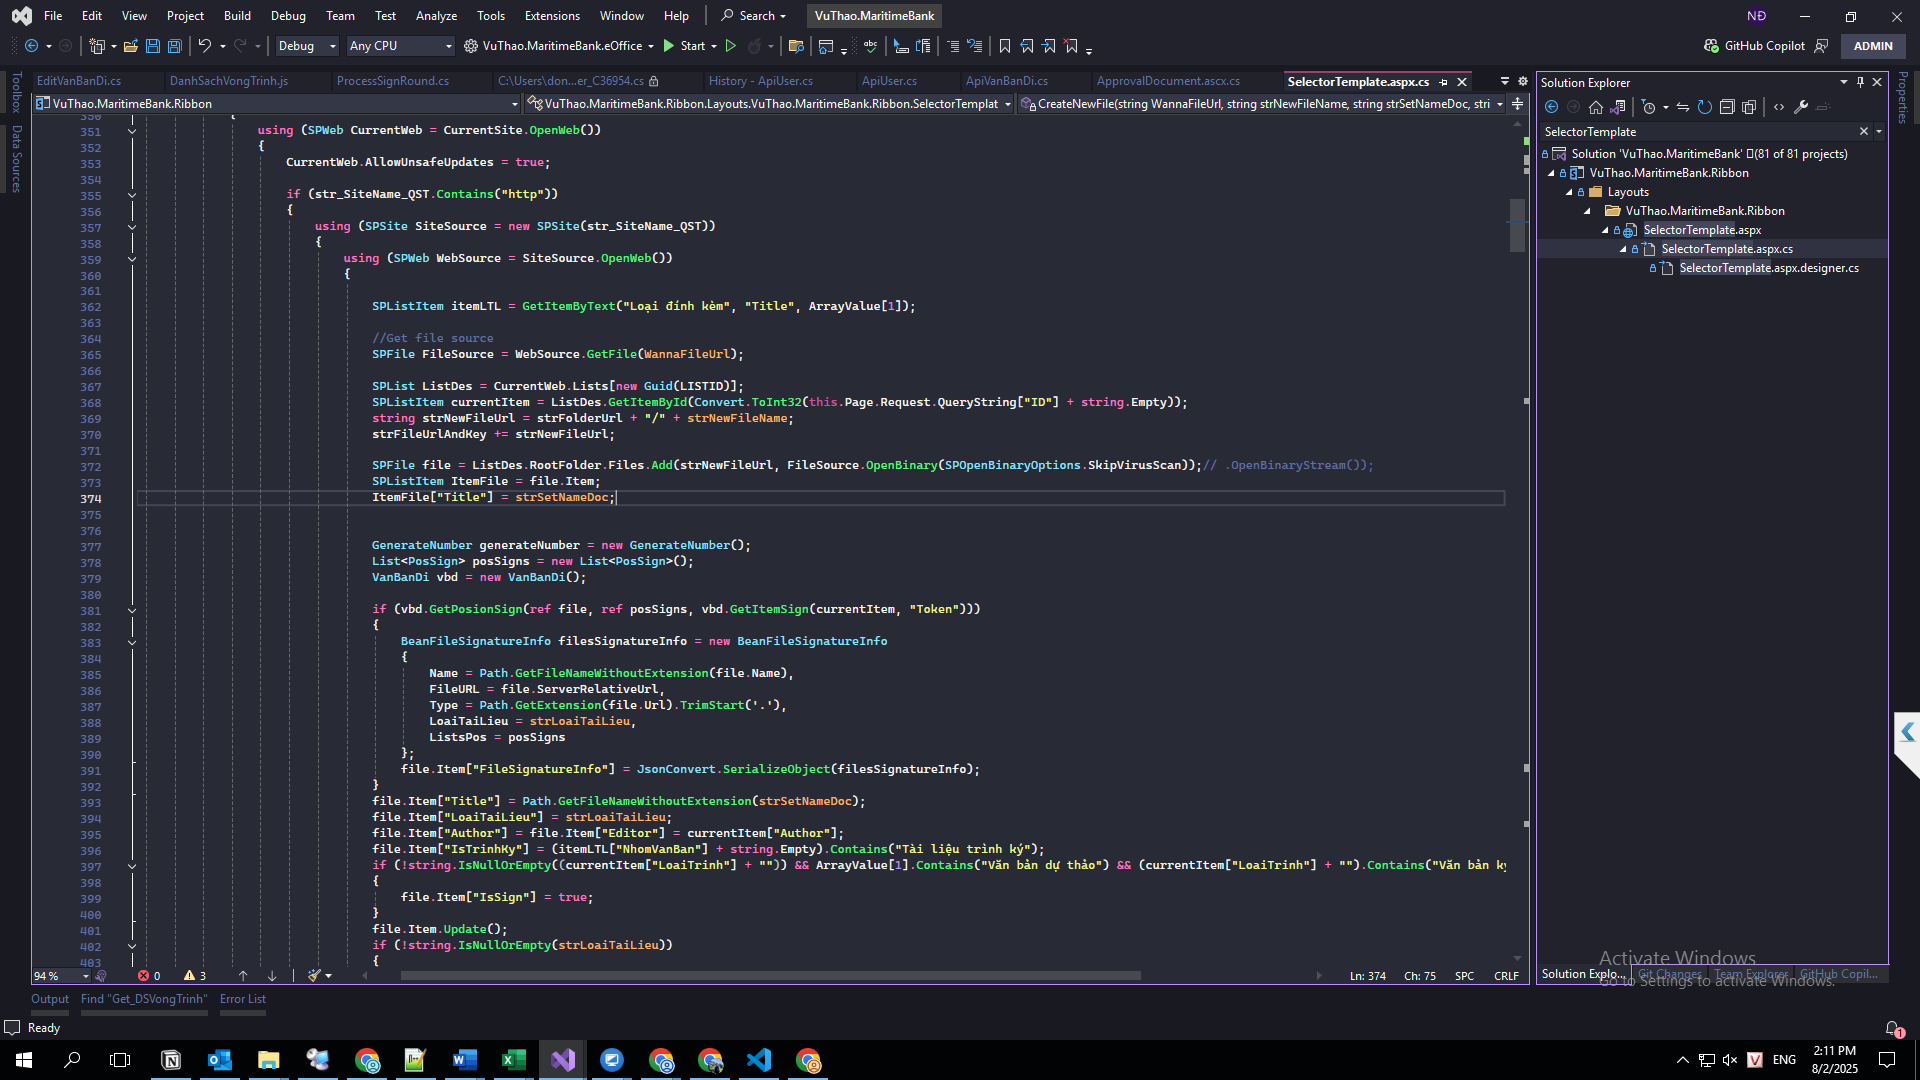 File Edit View Project Build Debug Team Test Analyze Tools Extensions Window Help Search VuThao.MaritimeBank NĐ
Debug Any CPU VuThao.MaritimeBank.eOffice Start GitHub Copilot ADMIN
EditVanBanDi.cs DanhSachVongTrinh.js ProcessSignRound.cs C:\Users\don...er_C36954.cs History - ApiUser.cs ApiUser.cs ApiVanBanDi.cs ApprovalDocument.ascx.cs SelectorTemplate.aspx.cs
VuThao.MaritimeBank.Ribbon VuThao.MaritimeBank.Ribbon.Layouts.VuThao.MaritimeBank.Ribbon.SelectorTemplat CreateNewFile(string WannaFileUrl, string strNewFileName, string strSetNameDoc, stri
Toolbox
Data Sources
350 {
351 using (SPWeb CurrentWeb = CurrentSite.OpenWeb())
352 {
353 CurrentWeb.AllowUnsafeUpdates = true;
354
355 if (str_SiteName_QST.Contains("http"))
356 {
357 using (SPSite SiteSource = new SPSite(str_SiteName_QST))
358 {
359 using (SPWeb WebSource = SiteSource.OpenWeb())
360 {
361
362 SPListItem itemLTL = GetItemByText("Loại đính kèm", "Title", ArrayValue[1]);
363
364 //Get file source
365 SPFile FileSource = WebSource.GetFile(WannaFileUrl);
366
367 SPList ListDes = CurrentWeb.Lists[new Guid(LISTID)];
368 SPListItem currentItem = ListDes.GetItemById(Convert.ToInt32(this.Page.Request.QueryString["ID"] + string.Empty));
369 string strNewFileUrl = strFolderUrl + "/" + strNewFileName;
370 strFileUrlAndKey += strNewFileUrl;
371
372 SPFile file = ListDes.RootFolder.Files.Add(strNewFileUrl, FileSource.OpenBinary(SPOpenBinaryOptions.SkipVirusScan));// .OpenBinaryStream());
373 SPListItem ItemFile = file.Item;
374 ItemFile["Title"] = strSetNameDoc;
375
376
377 GenerateNumber generateNumber = new GenerateNumber();
378 List<PosSign> posSigns = new List<PosSign>();
379 VanBanDi vbd = new VanBanDi();
380
381 if (vbd.GetPosionSign(ref file, ref posSigns, vbd.GetItemSign(currentItem, "Token")))
382 {
383 BeanFileSignatureInfo filesSignatureInfo = new BeanFileSignatureInfo
384 {
385 Name = Path.GetFileNameWithoutExtension(file.Name),
386 FileURL = file.ServerRelativeUrl,
387 Type = Path.GetExtension(file.Url).TrimStart('.'),
388 LoaiTaiLieu = strLoaiTaiLieu,
389 ListsPos = posSigns
390 };
391 file.Item["FileSignatureInfo"] = JsonConvert.SerializeObject(filesSignatureInfo);
392 }
393 file.Item["Title"] = Path.GetFileNameWithoutExtension(strSetNameDoc);
394 file.Item["LoaiTaiLieu"] = strLoaiTaiLieu;
395 file.Item["Author"] = file.Item["Editor"] = currentItem["Author"];
396 file.Item["IsTrinhKy"] = (itemLTL["NhomVanBan"] + string.Empty).Contains("Tài liệu trình ký");
397 if (!string.IsNullOrEmpty((currentItem["LoaiTrinh"] + "")) && ArrayValue[1].Contains("Văn bản dự thảo") && (currentItem["LoaiTrinh"] + "").Contains("Văn bản ký
398 {
399 file.Item["IsSign"] = true;
400 }
401 file.Item.Update();
402 if (!string.IsNullOrEmpty(strLoaiTaiLieu))
403 {
94 % 0 3 Ln: 374 Ch: 75 SPC CRLF
Solution Explorer
SelectorTemplate
Solution 'VuThao.MaritimeBank' (81 of 81 projects)
VuThao.MaritimeBank.Ribbon
Layouts
VuThao.MaritimeBank.Ribbon
SelectorTemplate.aspx
SelectorTemplate.aspx.cs
SelectorTemplate.aspx.designer.cs
Properties
Activate Windows
Go to Settings to activate Windows.
Solution Explo... Git Changes Team Explorer GitHub Copil...
Output Find "Get_DSVongTrinh" Error List
Ready 1
ENG 2:11 PM
8/2/2025